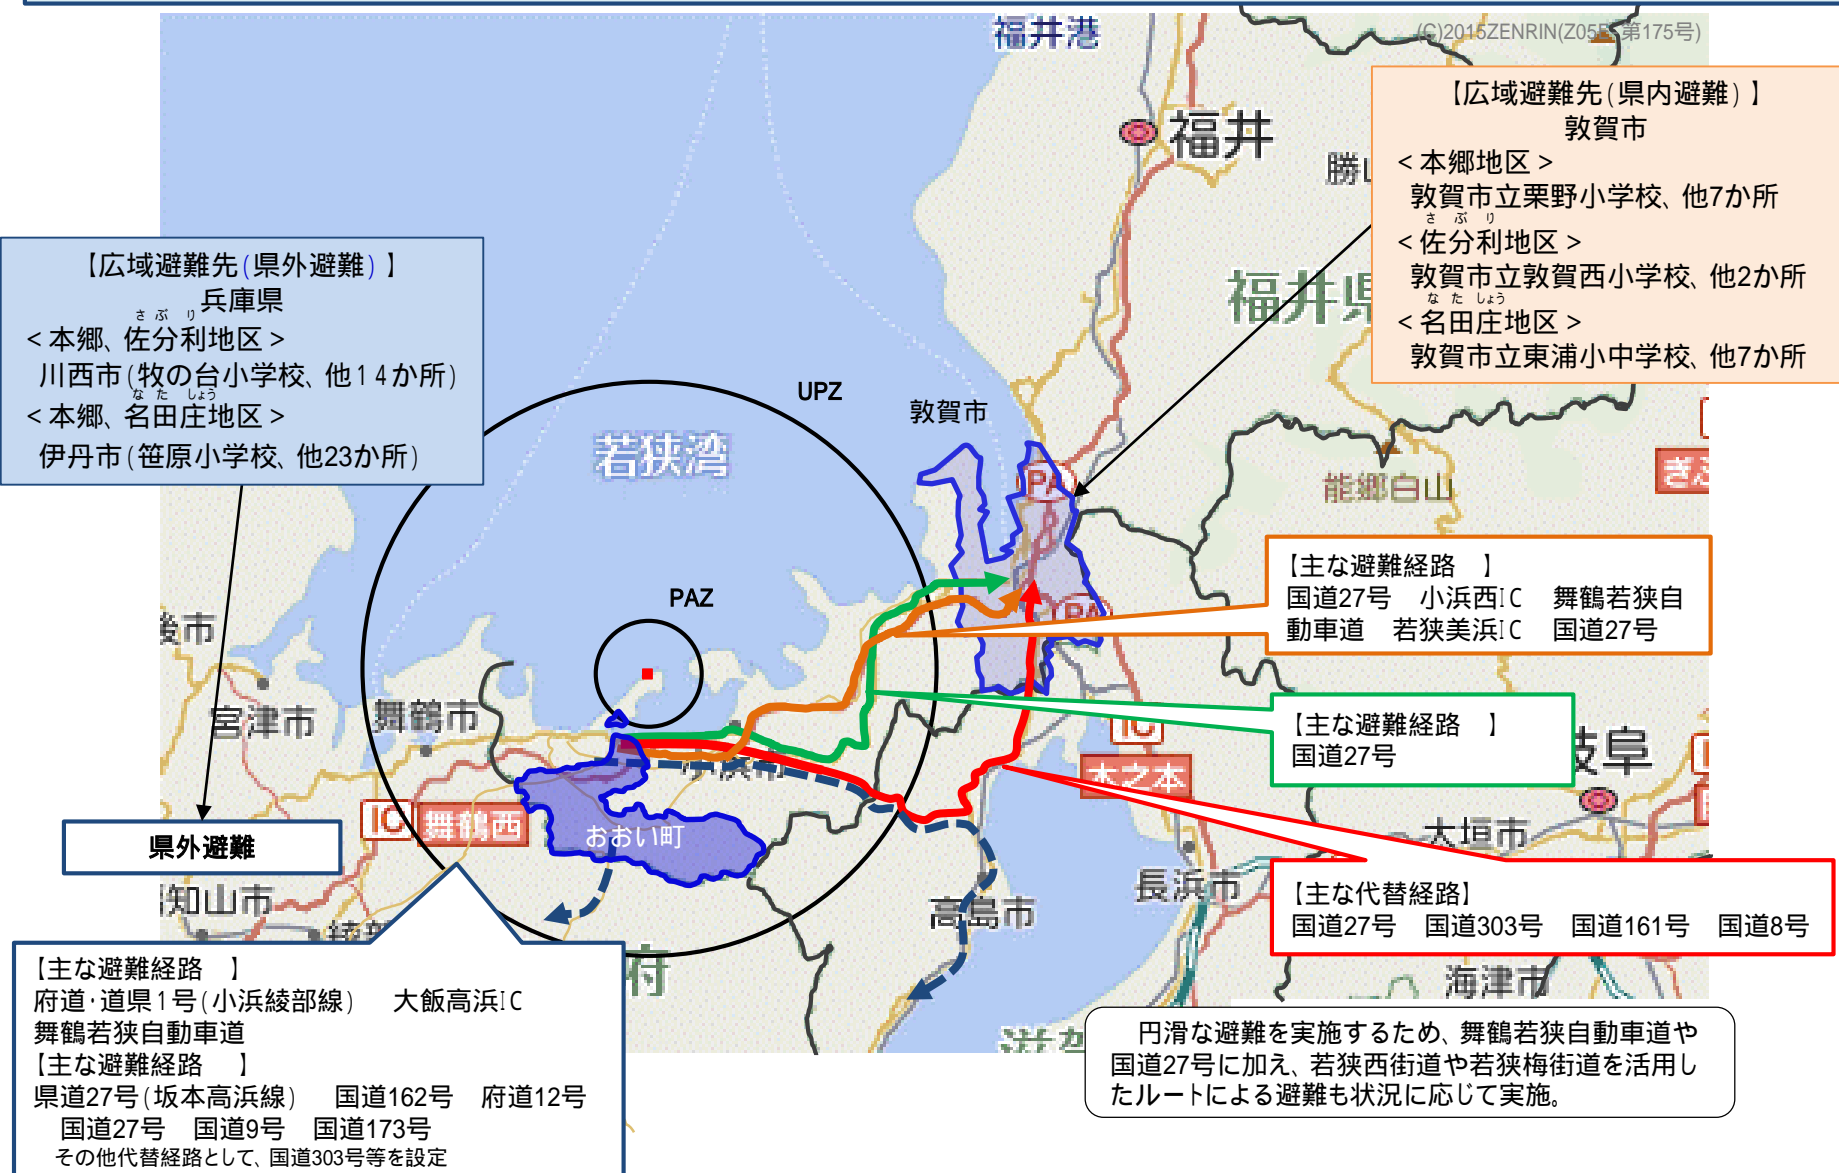 (C)2015ZENRIN(Z05E-第175号)
福井港
福井
勝山
福井県
【広域避難先(県内避難)】
敦賀市
<本郷地区>
敦賀市立栗野小学校、他7か所
さぶり
<佐分利地区>
敦賀市立敦賀西小学校、他2か所
なたしょう
<名田庄地区>
敦賀市立東浦小中学校、他7か所
【広域避難先(県外避難)】
兵庫県
さぶり
<本郷、佐分利地区>
川西市(牧の台小学校、他14か所)
なたしょう
<本郷、名田庄地区>
伊丹市(笹原小学校、他23か所)
UPZ
敦賀市
若狭湾
PA
能郷白山
ぎふ
PAZ
PA
【主な避難経路 】
国道27号 小浜西IC 舞鶴若狭自
動車道 若狭美浜IC 国道27号
後市
宮津市
舞鶴市
小浜市
【主な避難経路 】
国道27号
IC
木之本
岐阜
IC
舞鶴西
おおい町
県外避難
大垣市
知山市
綾部
高島市
長浜市
【主な代替経路】
国道27号 国道303号 国道161号 国道8号
府
海津市
滋賀
【主な避難経路 】
府道・道県1号(小浜綾部線) 大飯高浜IC
舞鶴若狭自動車道
【主な避難経路 】
県道27号(坂本高浜線) 国道162号 府道12号
国道27号 国道9号 国道173号
その他代替経路として、国道303号等を設定
円滑な避難を実施するため、舞鶴若狭自動車道や
国道27号に加え、若狭西街道や若狭梅街道を活用し
たルートによる避難も状況に応じて実施。